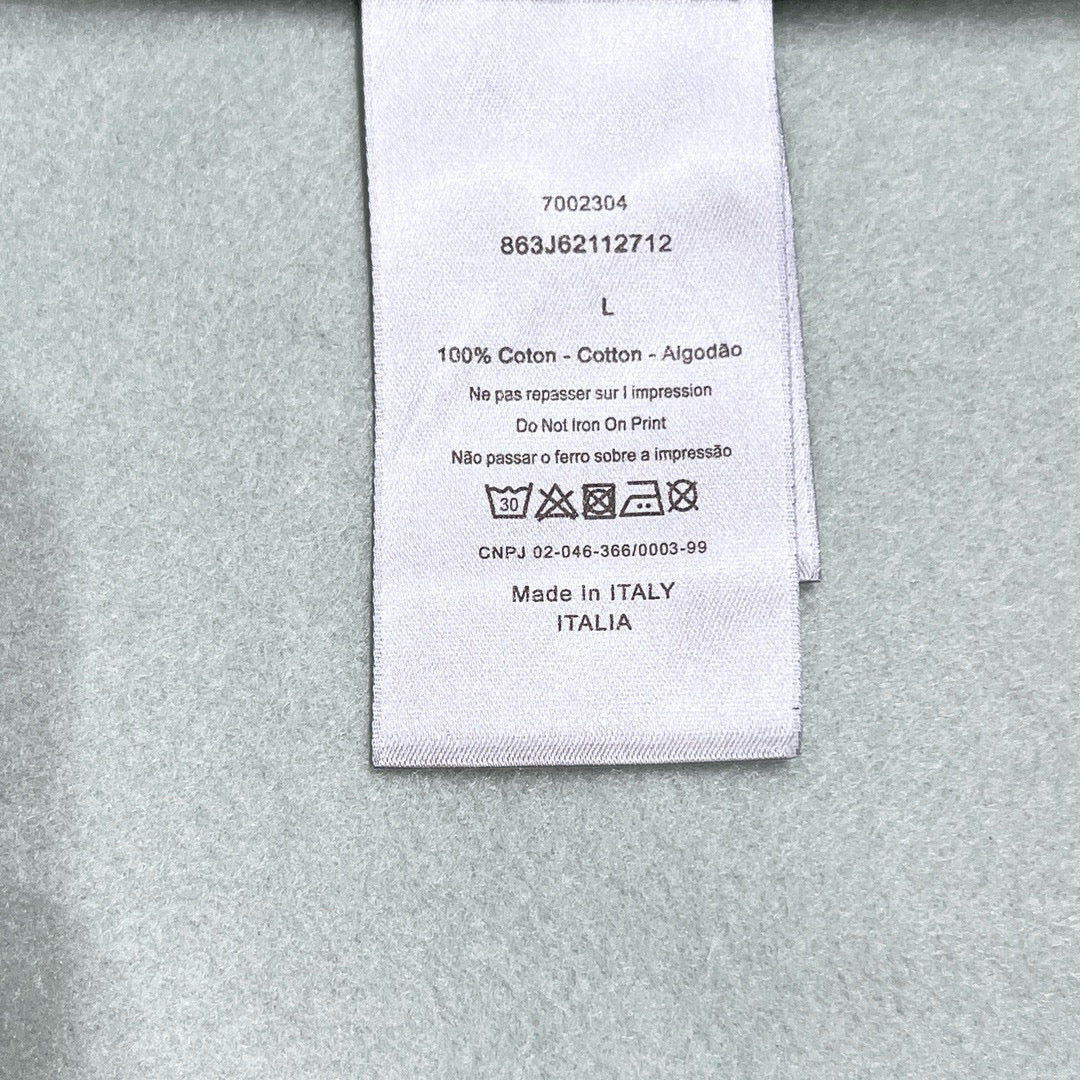 7002304
863J62112712
L
100% Coton - Cotton - Algodão
Ne pas repasser sur l impression
Do Not Iron On Print
Não passar o ferro sobre a impressão
30
CNPJ 02-046-366/0003-99
Made in ITALY
ITALIA